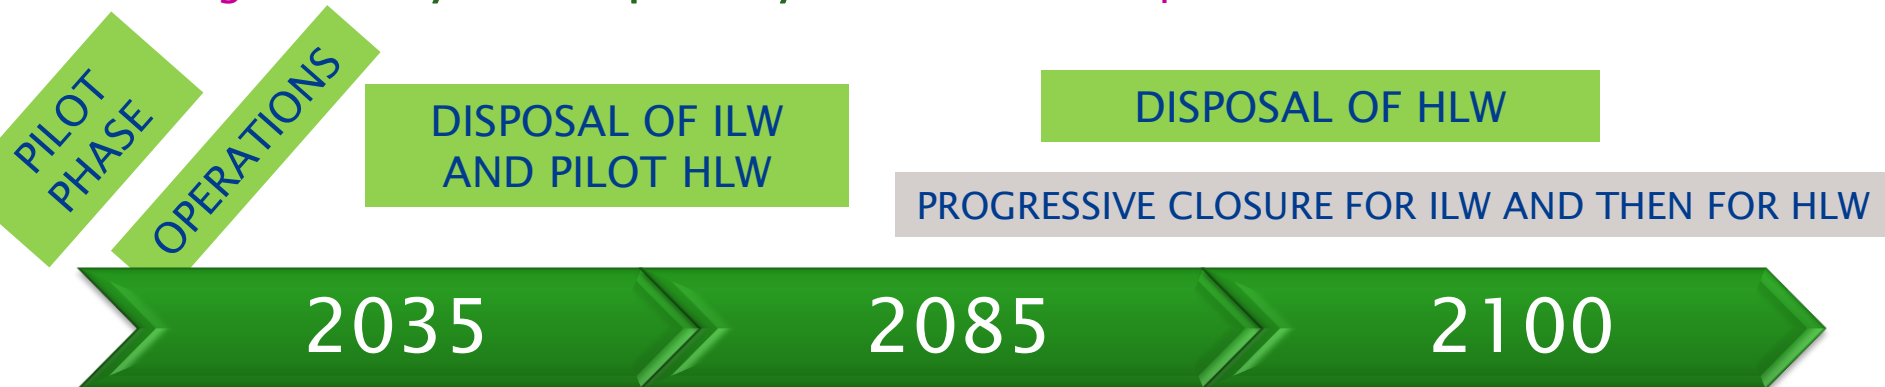 PILOT
PHASE
OPERATIONS
DISPOSAL OF ILW
AND PILOT HLW
DISPOSAL OF HLW
PROGRESSIVE CLOSURE FOR ILW AND THEN FOR HLW
2035
2085
2100